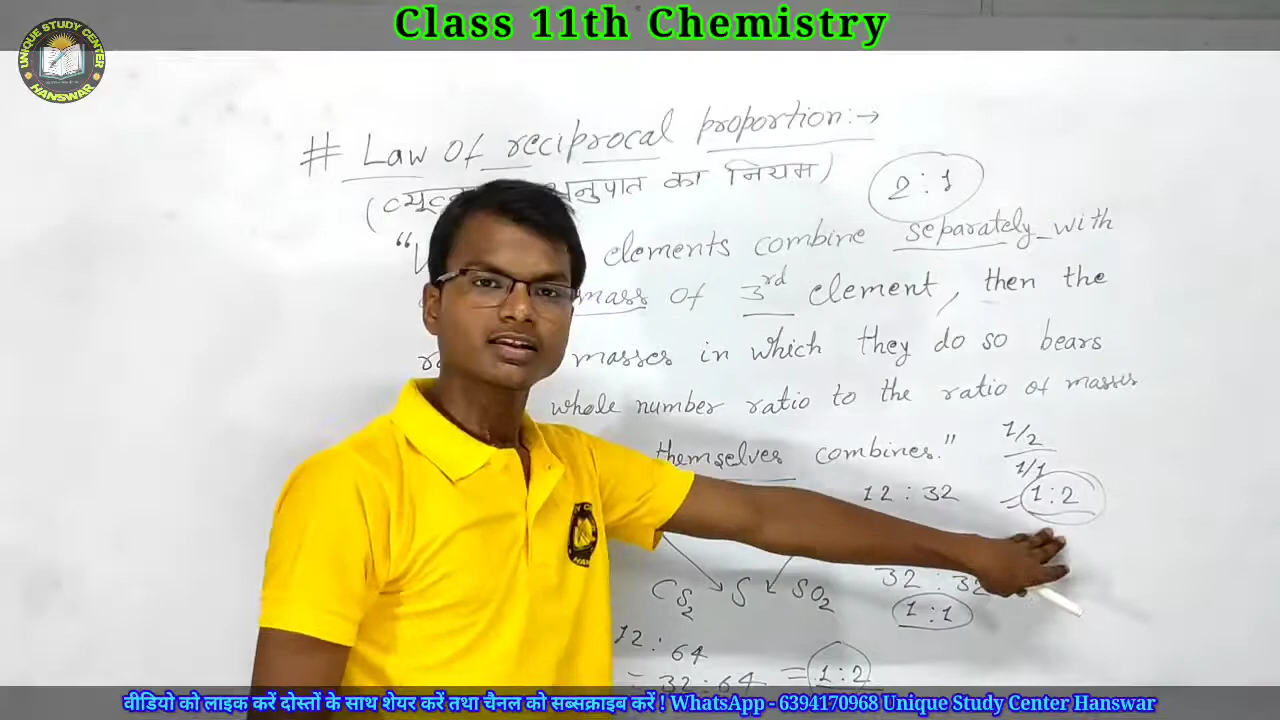 Class 11th Chemistry
UNIQUE STUDY CENTER
HANSWAR
# Law of reciprocal proportion:→
अनुपात का नियम)
2 : 1
elements combine separately with
mass of 3rd element, then the
masses in which they do so bears
whole number ratio to the ratio of masses
themselves combines."
1/2
1/1
12 : 32
= 1:2
32 : 32
CS2 S SO2
1 : 1
12 : 64
= 32 : 64 = 1:2
वीडियो को लाइक करें दोस्तों के साथ शेयर करें तथा चैनल को सबस्क्राइब करें ! WhatsApp - 6394170968 Unique Study Center Hanswar